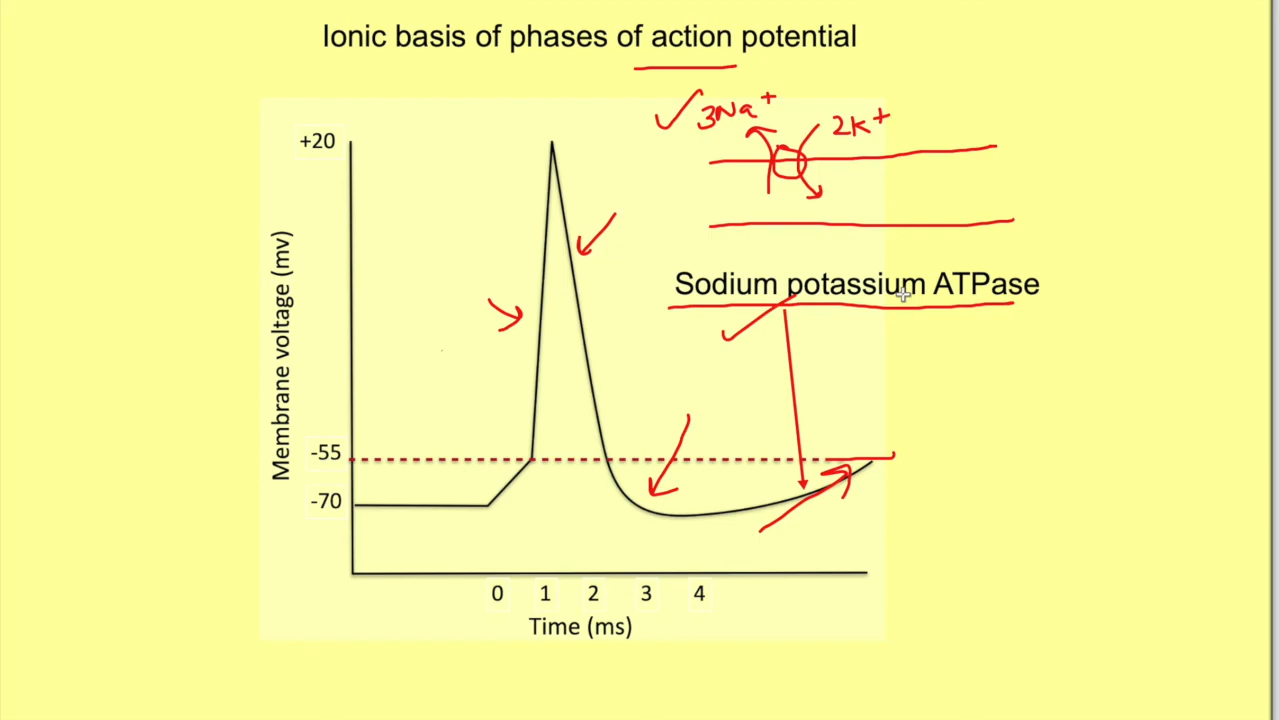 Ionic basis of phases of action potential
3Na+
2K+
+20
Sodium potassium ATPase
Membrane voltage (mv)
-55
-70
0 1 2 3 4
Time (ms)